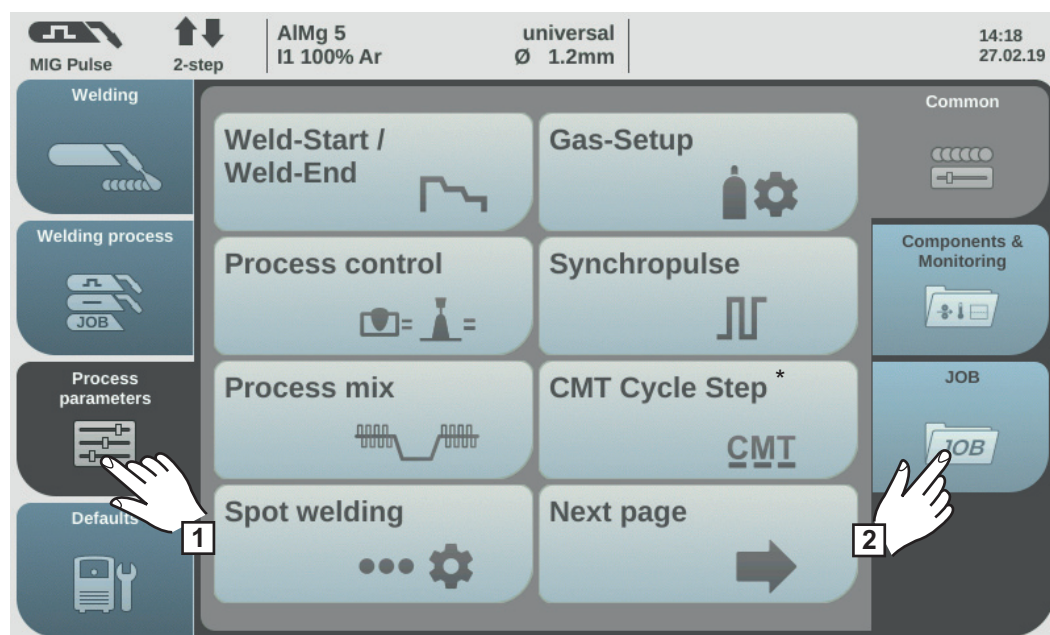 MIG Pulse
2-step
AlMg 5
I1 100% Ar
universal
Ø 1.2mm
14:18
27.02.19
Welding
Welding process
JOB
Process
parameters
Defaults
1
Weld-Start /
Weld-End
Gas-Setup
Process control
= =
Synchropulse
Process mix
CMT Cycle Step *
CMT
Spot welding
Next page
Common
Components &
Monitoring
JOB
JOB
2